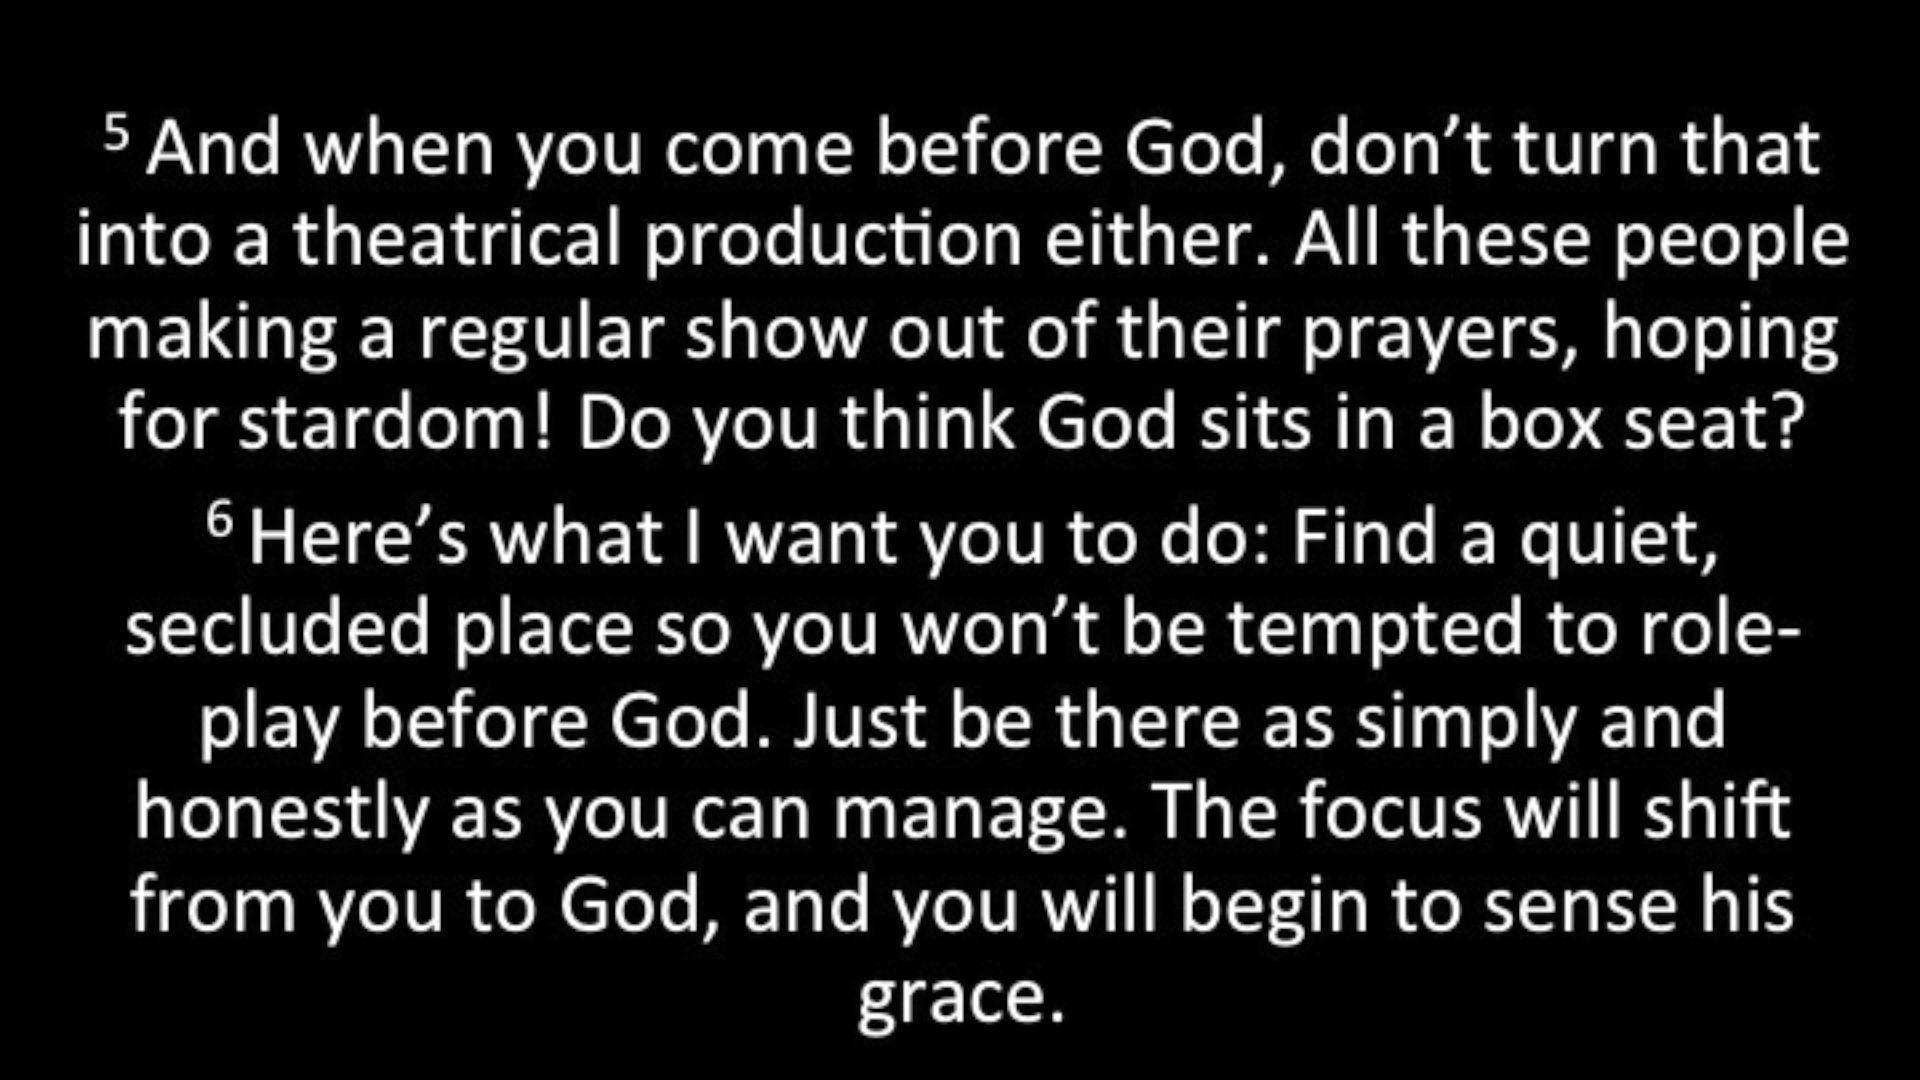 5 And when you come before God, don’t turn that
into a theatrical production either. All these people
making a regular show out of their prayers, hoping
for stardom! Do you think God sits in a box seat?
6 Here’s what I want you to do: Find a quiet,
secluded place so you won’t be tempted to role-
play before God. Just be there as simply and
honestly as you can manage. The focus will shift
from you to God, and you will begin to sense his
grace.